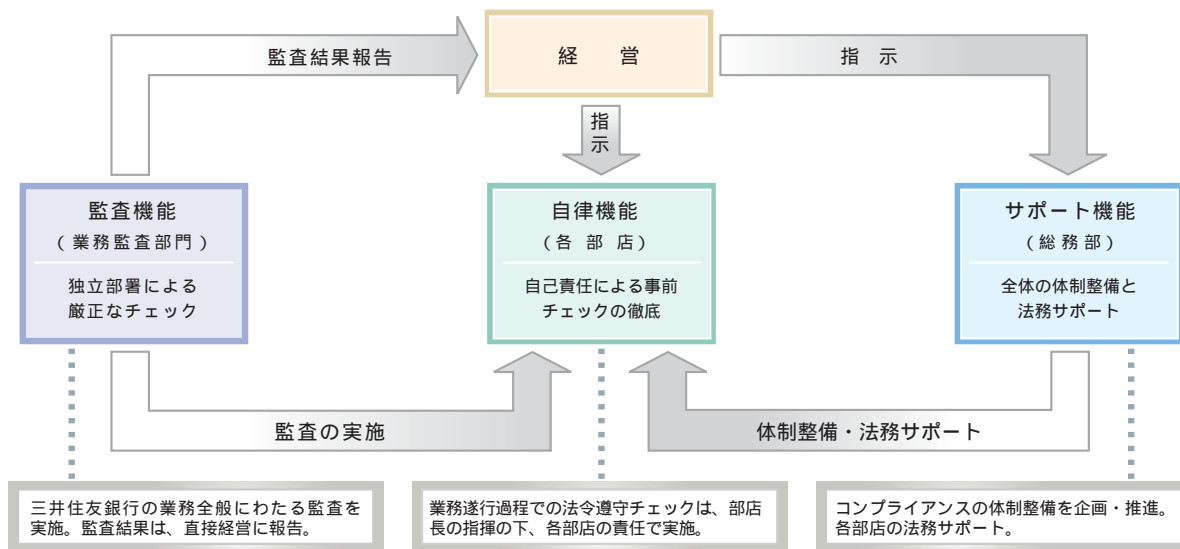 監査結果報告
経　営
指　示
指示
監査機能
（業務監査部門）
独立部署による
厳正なチェック
自律機能
（各部店）
自己責任による事前
チェックの徹底
サポート機能
（総務部）
全体の体制整備と
法務サポート
監査の実施
体制整備・法務サポート
三井住友銀行の業務全般にわたる監査を
実施。監査結果は、直接経営に報告。
業務遂行過程での法令遵守チェックは、部店
長の指揮の下、各部店の責任で実施。
コンプライアンスの体制整備を企画・推進。
各部店の法務サポート。